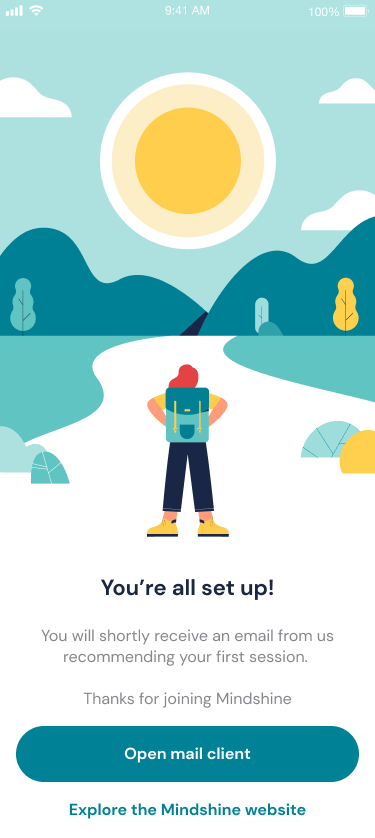 9:41 AM
100%
You’re all set up!
You will shortly receive an email from us
recommending your first session.
Thanks for joining Mindshine
Open mail client
Explore the Mindshine website